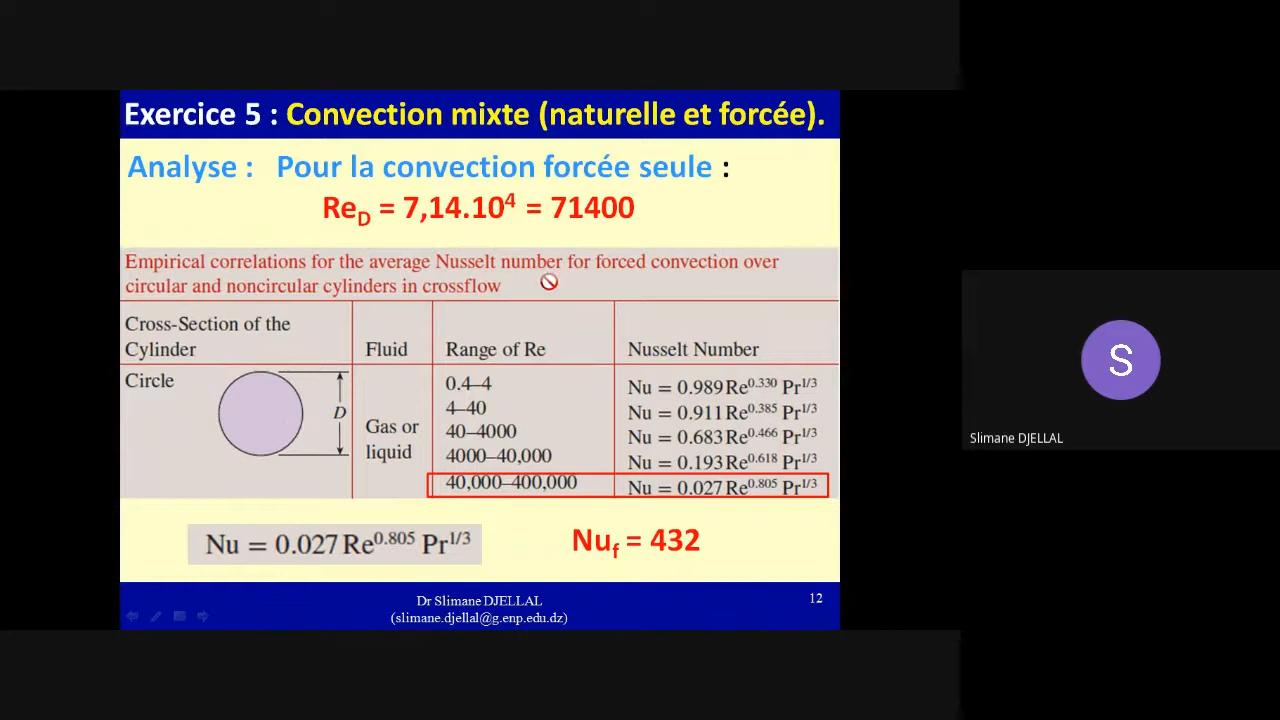 Exercice 5 : Convection mixte (naturelle et forcée).
Analyse : Pour la convection forcée seule :
Re_D = 7,14.10⁴ = 71400
Empirical correlations for the average Nusselt number for forced convection over
circular and noncircular cylinders in crossflow
Cross-Section of the
Cylinder
Fluid
Range of Re
Nusselt Number
Circle
D
Gas or
liquid
0.4–4
Nu = 0.989 Re^0.330 Pr^1/3
4–40
Nu = 0.911 Re^0.385 Pr^1/3
40–4000
Nu = 0.683 Re^0.466 Pr^1/3
4000–40,000
Nu = 0.193 Re^0.618 Pr^1/3
40,000–400,000
Nu = 0.027 Re^0.805 Pr^1/3
Nu = 0.027 Re^0.805 Pr^1/3
Nu_f = 432
Dr Slimane DJELLAL
(slimane.djellal@g.enp.edu.dz)
12
S
Slimane DJELLAL